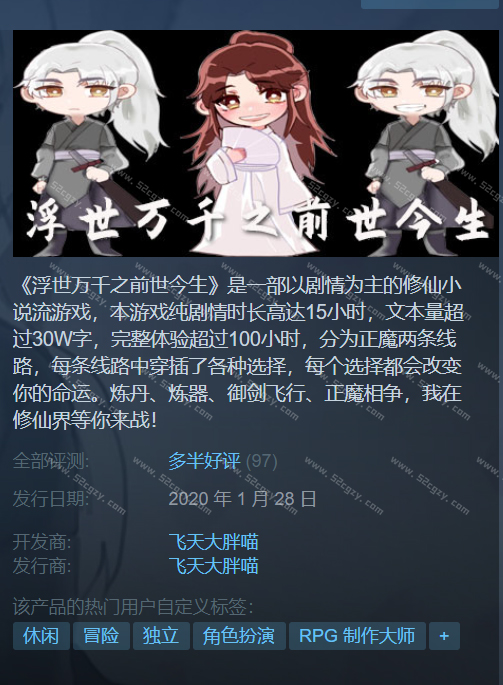 浮世万千之前世今生
《浮世万千之前世今生》是一部以剧情为主的修仙小
说流游戏，本游戏纯剧情时长高达15小时，文本量超
过30W字，完整体验超过100小时，分为正魔两条线
路，每条线路中穿插了各种选择，每个选择都会改变
你的命运。炼丹、炼器、御剑飞行、正魔相争，我在
修仙界等你来战！
全部评测: 多半好评 (97)
发行日期: 2020 年 1 月 28 日
开发商: 飞天大胖喵
发行商: 飞天大胖喵
该产品的热门用户自定义标签：
休闲 冒险 独立 角色扮演 RPG 制作大师 +
www.52cgzy.com